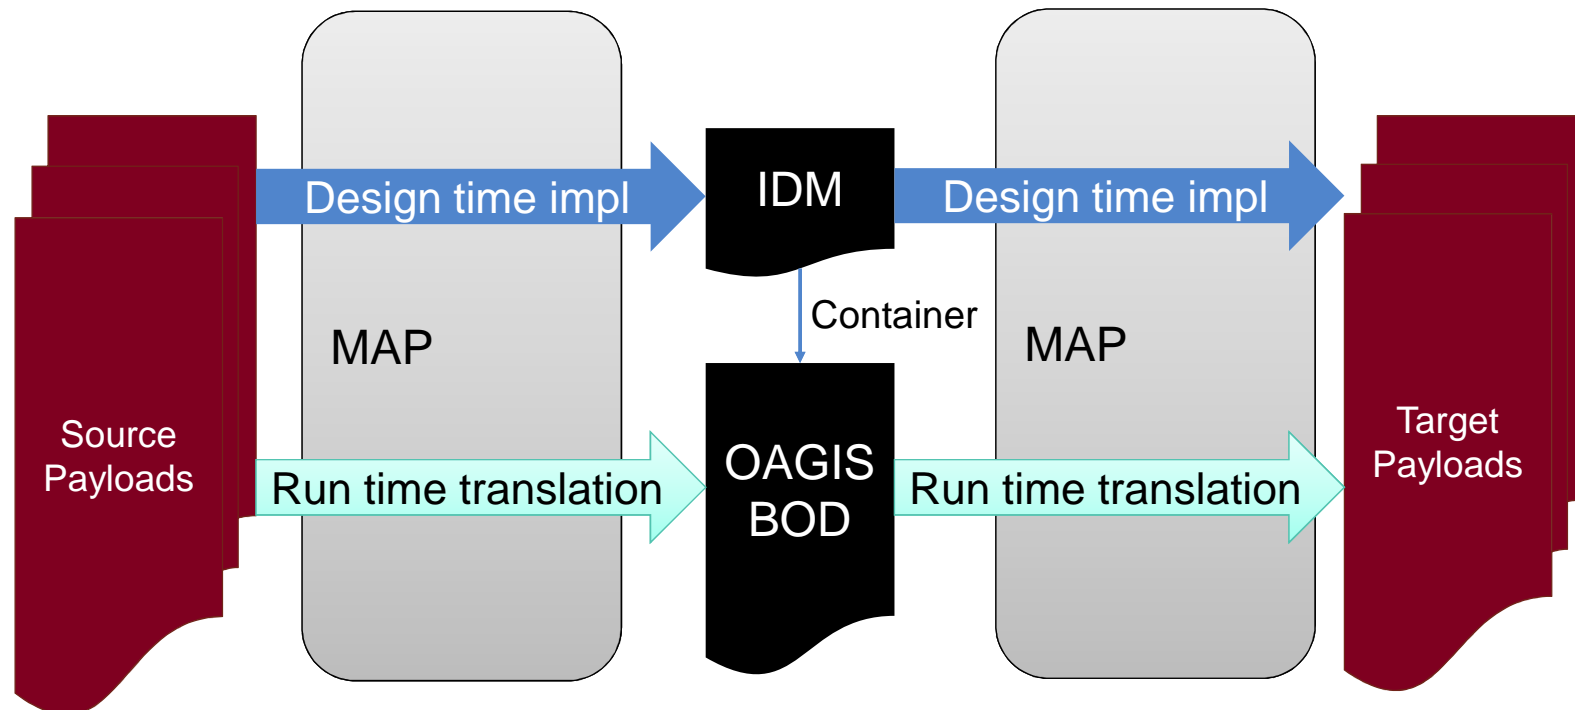 Design time impl
IDM
Design time impl
Container
MAP
MAP
Source
Payloads
Target
Payloads
OAGIS
BOD
Run time translation
Run time translation